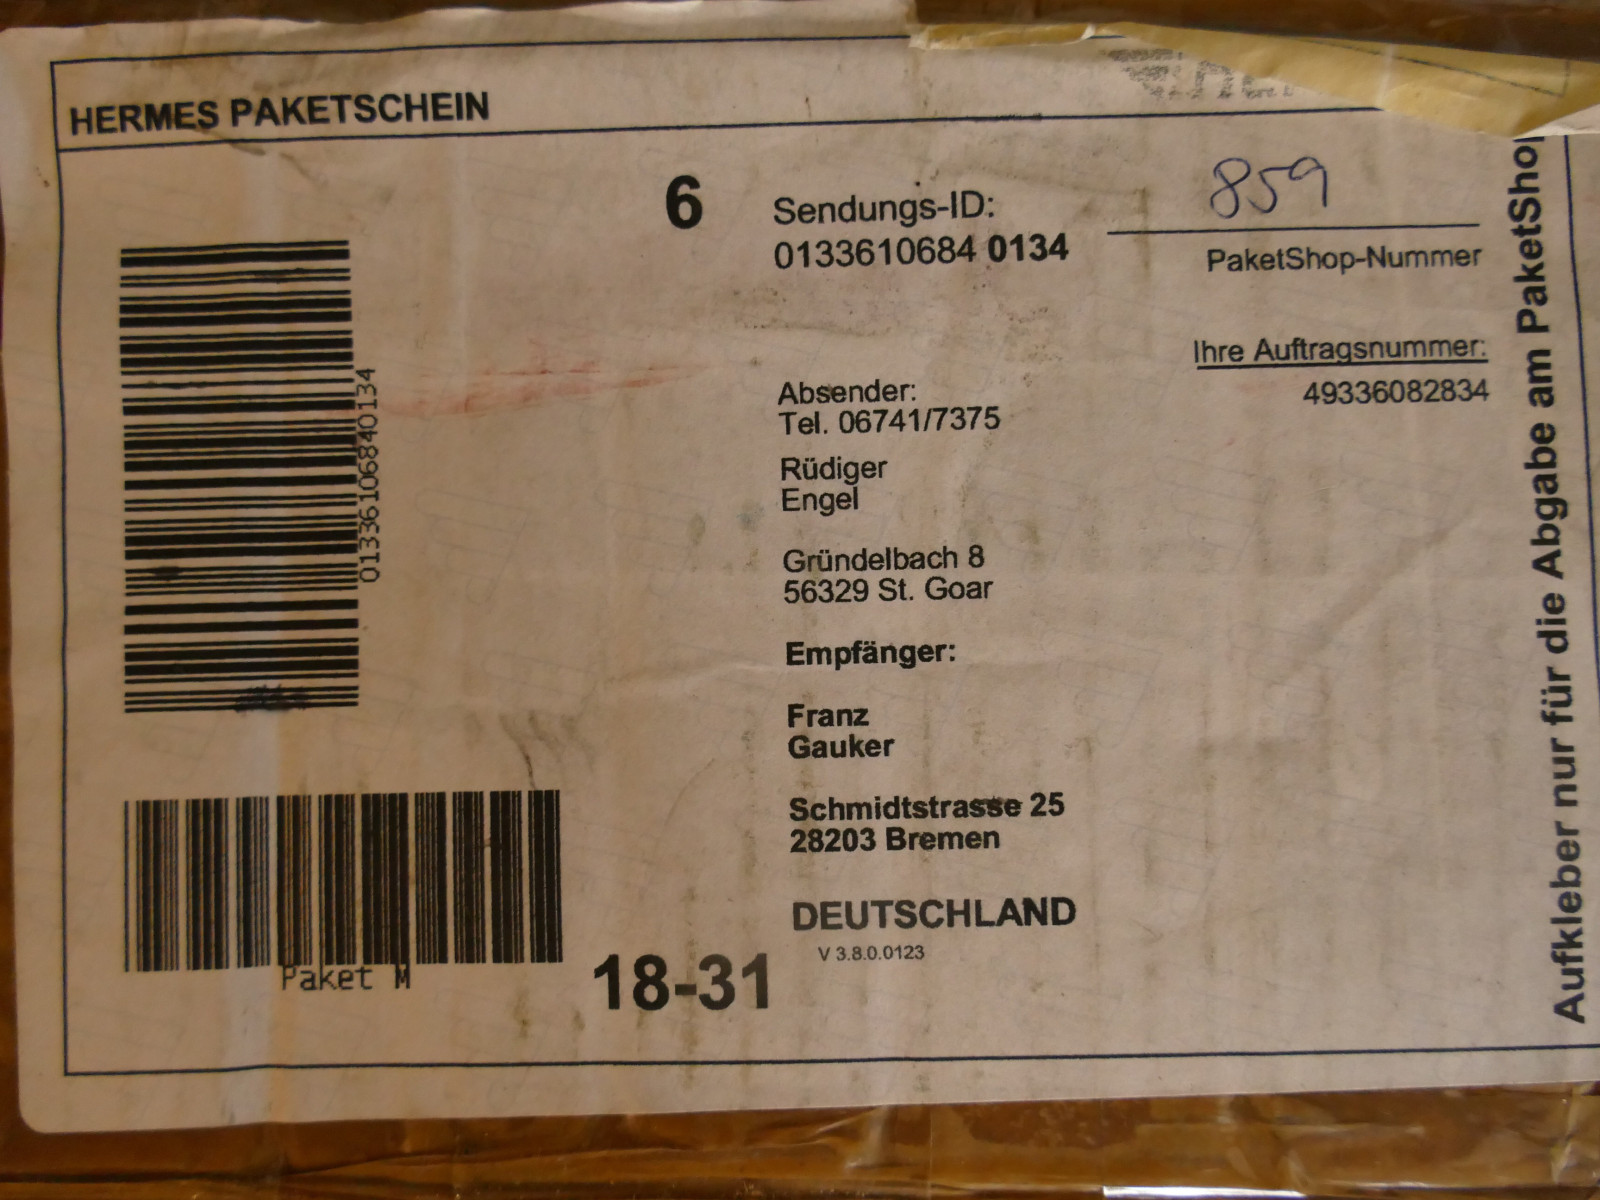 HERMES PAKETSCHEIN
6
Sendungs-ID:
0133610684 0134
859
PaketShop-Nummer
Ihre Auftragsnummer:
49336082834
Absender:
Tel. 06741/7375
Rüdiger
Engel
Gründelbach 8
56329 St. Goar
Empfänger:
Franz
Gauker
Schmidtstrasse 25
28203 Bremen
DEUTSCHLAND
V 3.8.0.0123
01336106840134
Paket M
18-31
Aufkleber nur für die Abgabe am PaketShop